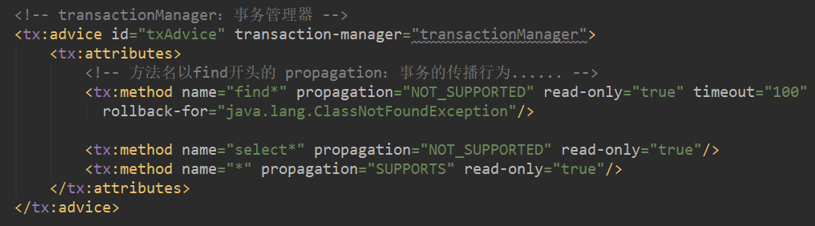 <!-- transactionManager: 事务管理器 -->
<tx:advice id="txAdvice" transaction-manager="transactionManager">
<tx:attributes>
<!-- 方法名以find开头的 propagation: 事务的传播行为...... -->
<tx:method name="find*" propagation="NOT_SUPPORTED" read-only="true" timeout="100"
rollback-for="java.lang.ClassNotFoundException"/>
<tx:method name="select*" propagation="NOT_SUPPORTED" read-only="true"/>
<tx:method name="*" propagation="SUPPORTS" read-only="true"/>
</tx:attributes>
</tx:advice>